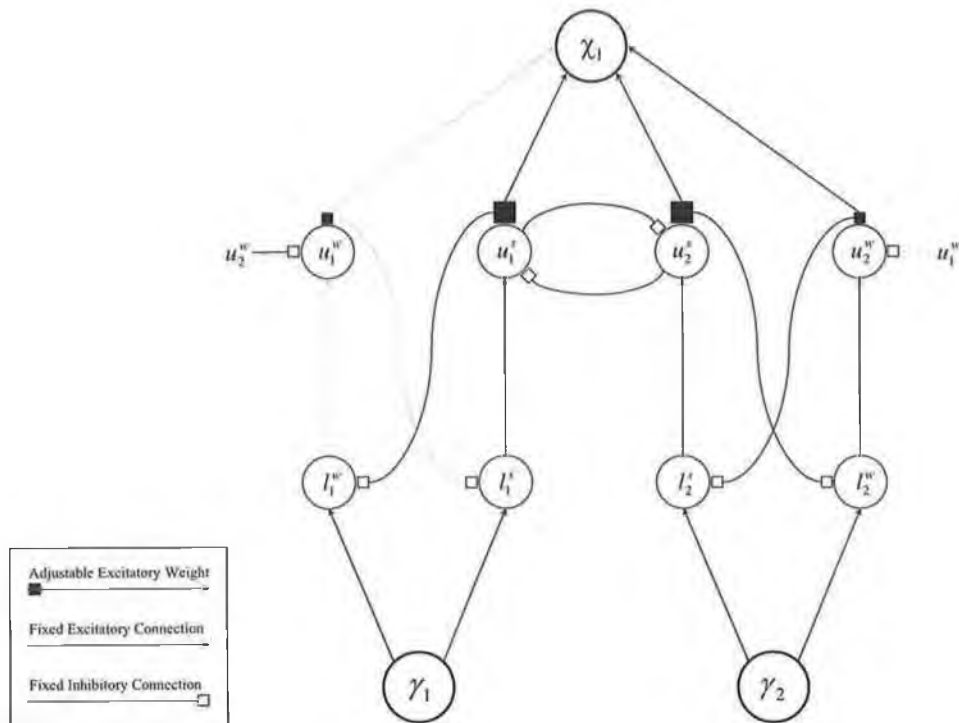 χ₁
u₂ʷ u₁ʷ u₁ˢ u₂ˢ u₂ʷ u₁ʷ
l₁ʷ l₁ˢ l₂ˢ l₂ʷ
Adjustable Excitatory Weight
Fixed Excitatory Connection
Fixed Inhibitory Connection
γ₁ γ₂